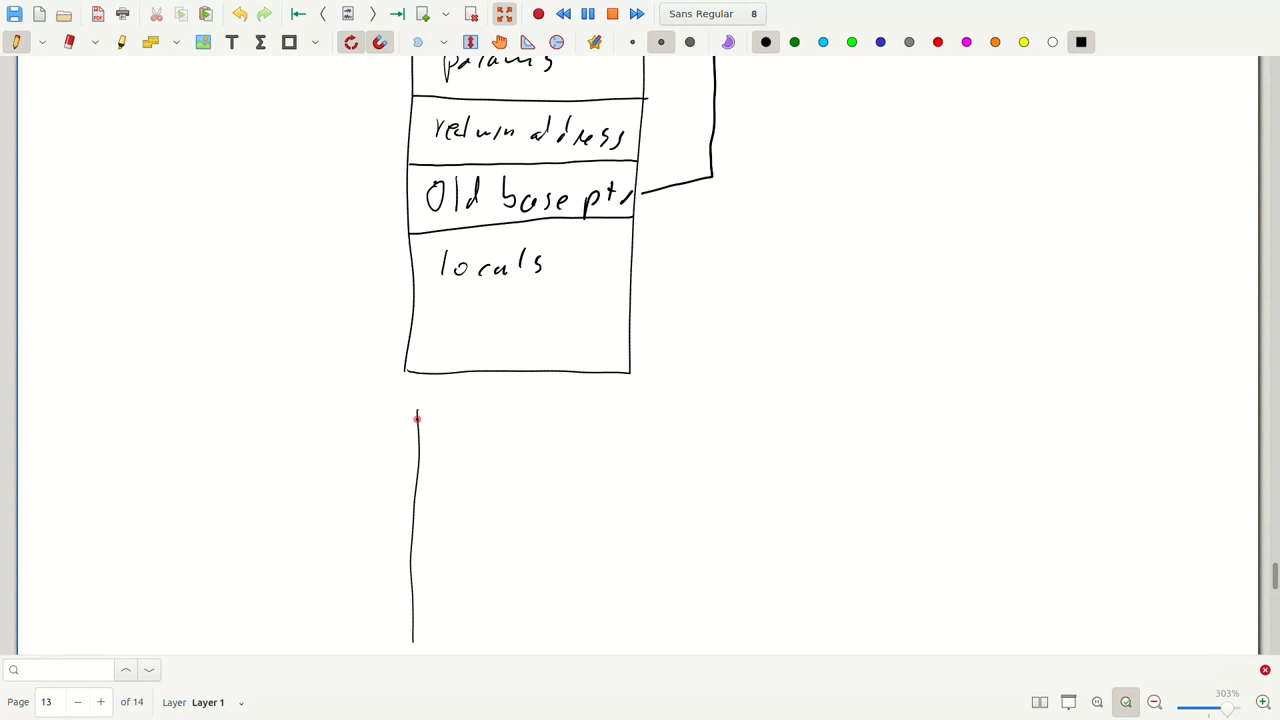 Sans Regular 8
params
return address
Old base ptr
locals
Page 13 of 14 Layer Layer 1
303%